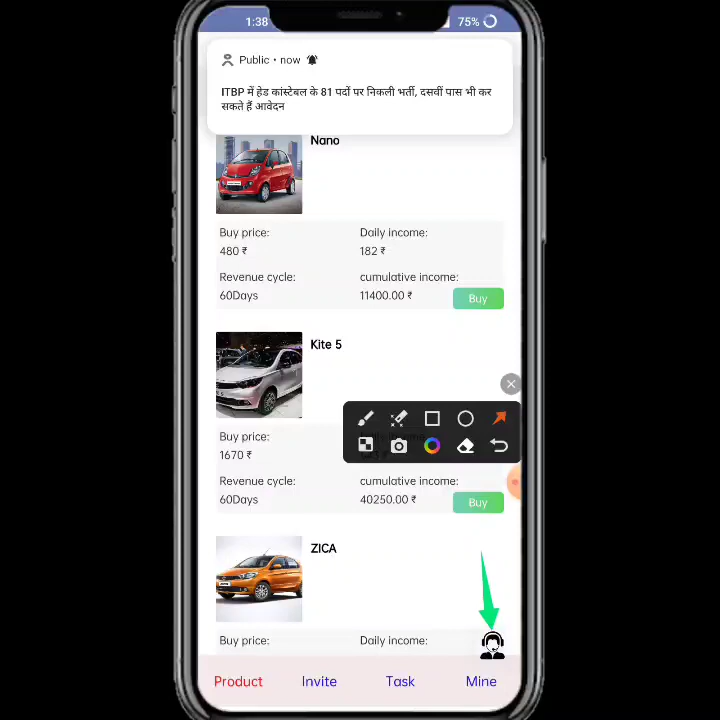 1:38
75%
Public • now
ITBP में हेड कांस्टेबल के 81 पदों पर निकली भर्ती, दसवीं पास भी कर
सकते हैं आवेदन
Nano
Buy price: Daily income:
480 ₹ 182 ₹
Revenue cycle: cumulative income:
60Days 11400.00 ₹ Buy
Kite 5
Buy price:
1670 ₹
Revenue cycle: cumulative income:
60Days 40250.00 ₹ Buy
ZICA
Buy price: Daily income:
Product Invite Task Mine